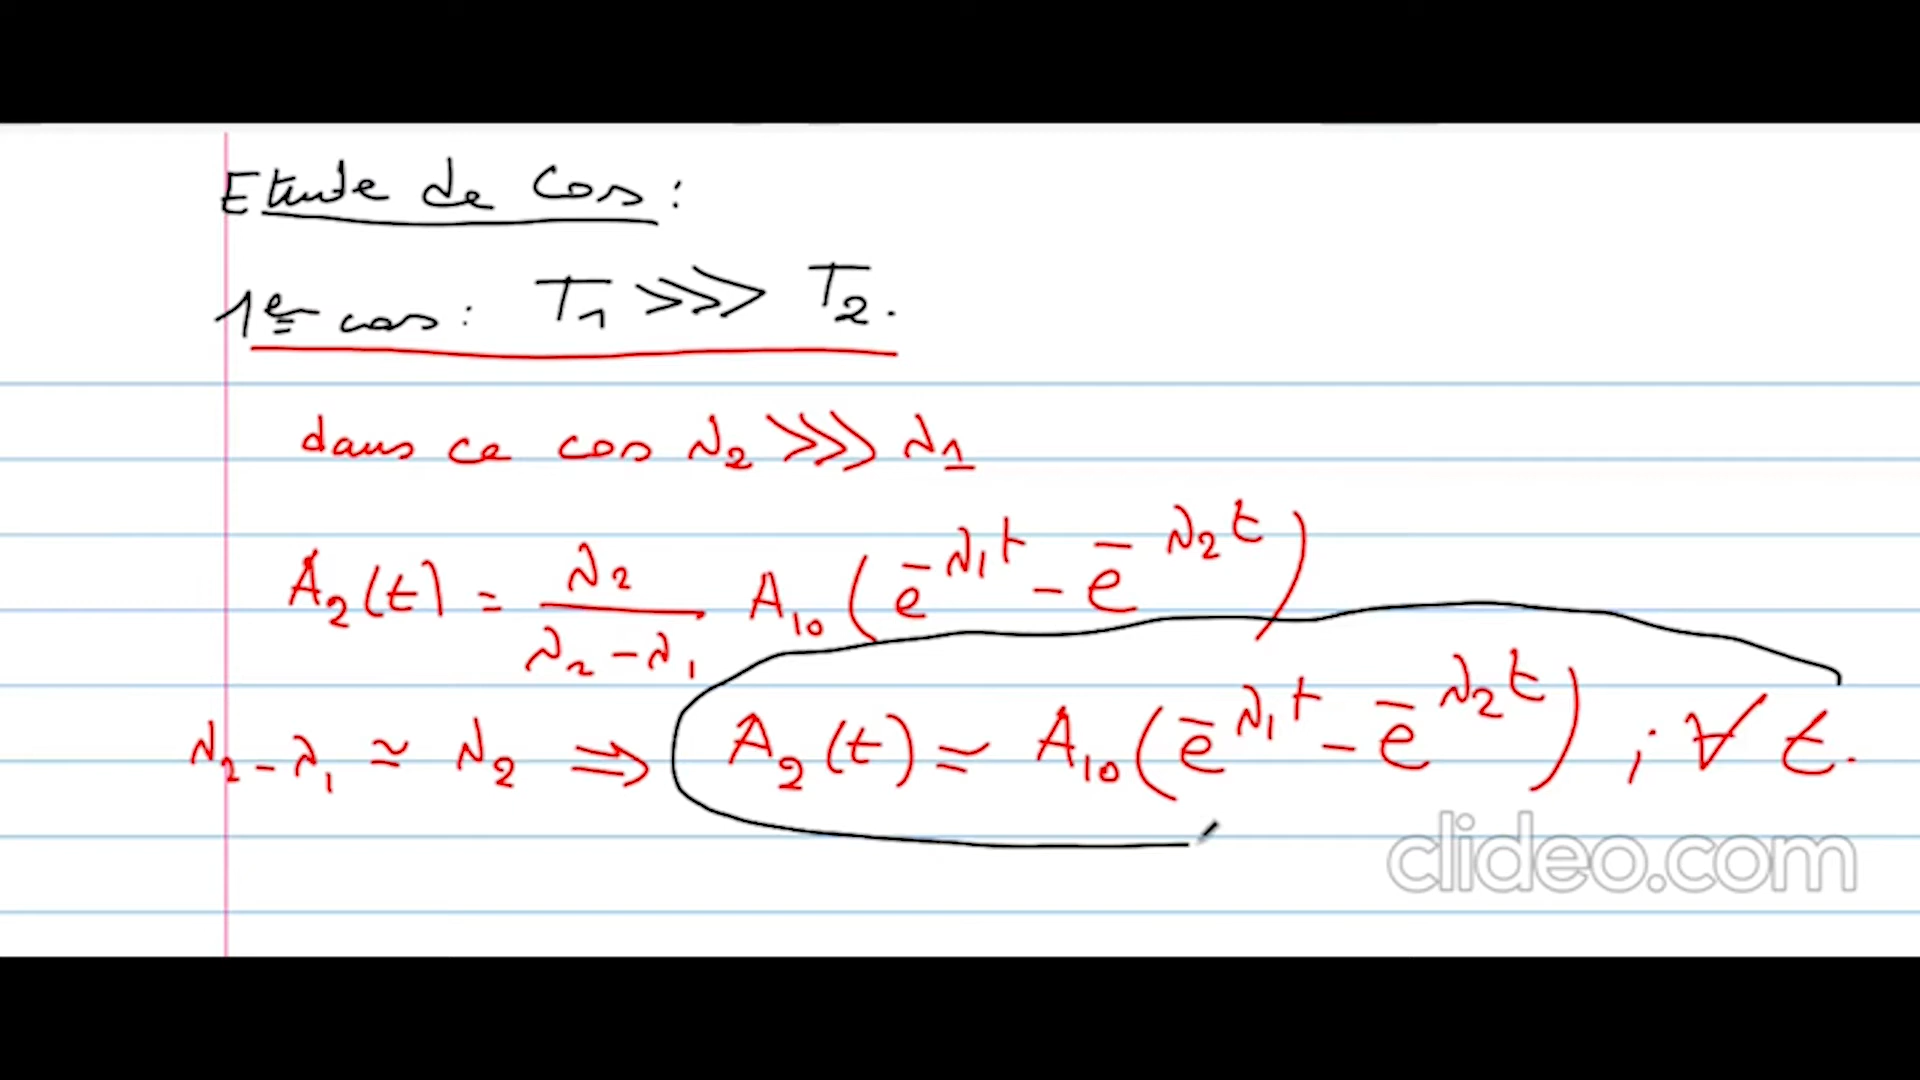 Etude de cas :
1er cas : T₁ >>> T₂.
dans ce cas λ₂ >>> λ₁
A₂(t) = λ₂/(λ₂ - λ₁) A₁₀ (e^(-λ₁t) - e^(-λ₂t))
λ₂ - λ₁ ≃ λ₂ ⇒ A₂(t) ≃ A₁₀ (e^(-λ₁t) - e^(-λ₂t)) ; ∀ t.
clideo.com